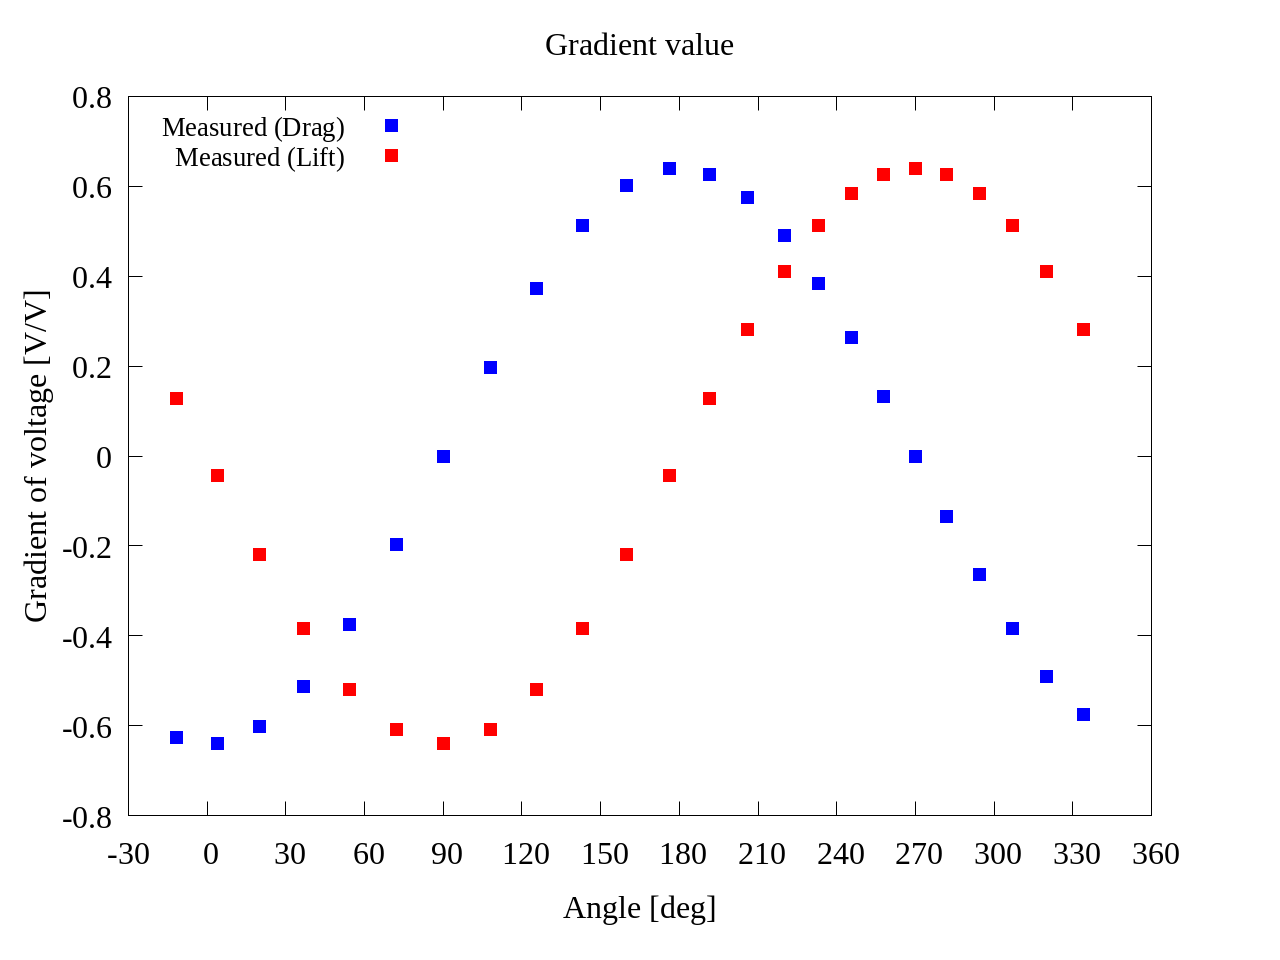 Gradient value
Measured (Drag)
Measured (Lift)
0.8
0.6
0.4
0.2
0
-0.2
-0.4
-0.6
-0.8
Gradient of voltage [V/V]
-30 0 30 60 90 120 150 180 210 240 270 300 330 360
Angle [deg]